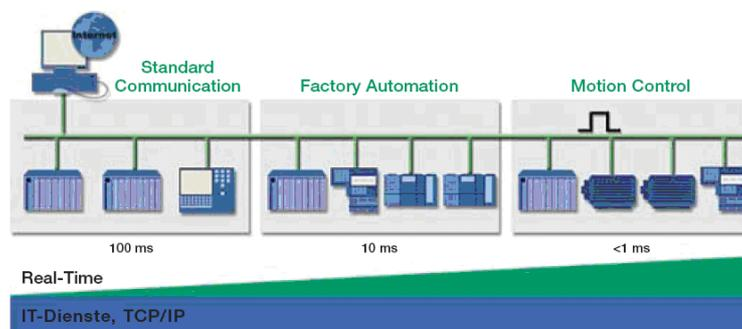 Internet
Standard
Communication
Factory Automation
Motion Control
100 ms
10 ms
<1 ms
Real-Time
IT-Dienste, TCP/IP